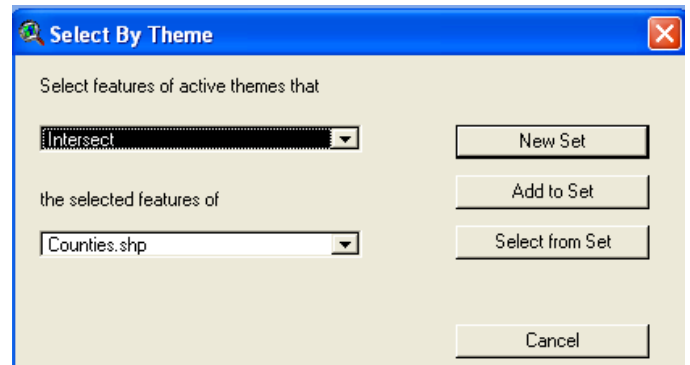 Select By Theme
Select features of active themes that
Intersect
New Set
Add to Set
the selected features of
Counties.shp
Select from Set
Cancel